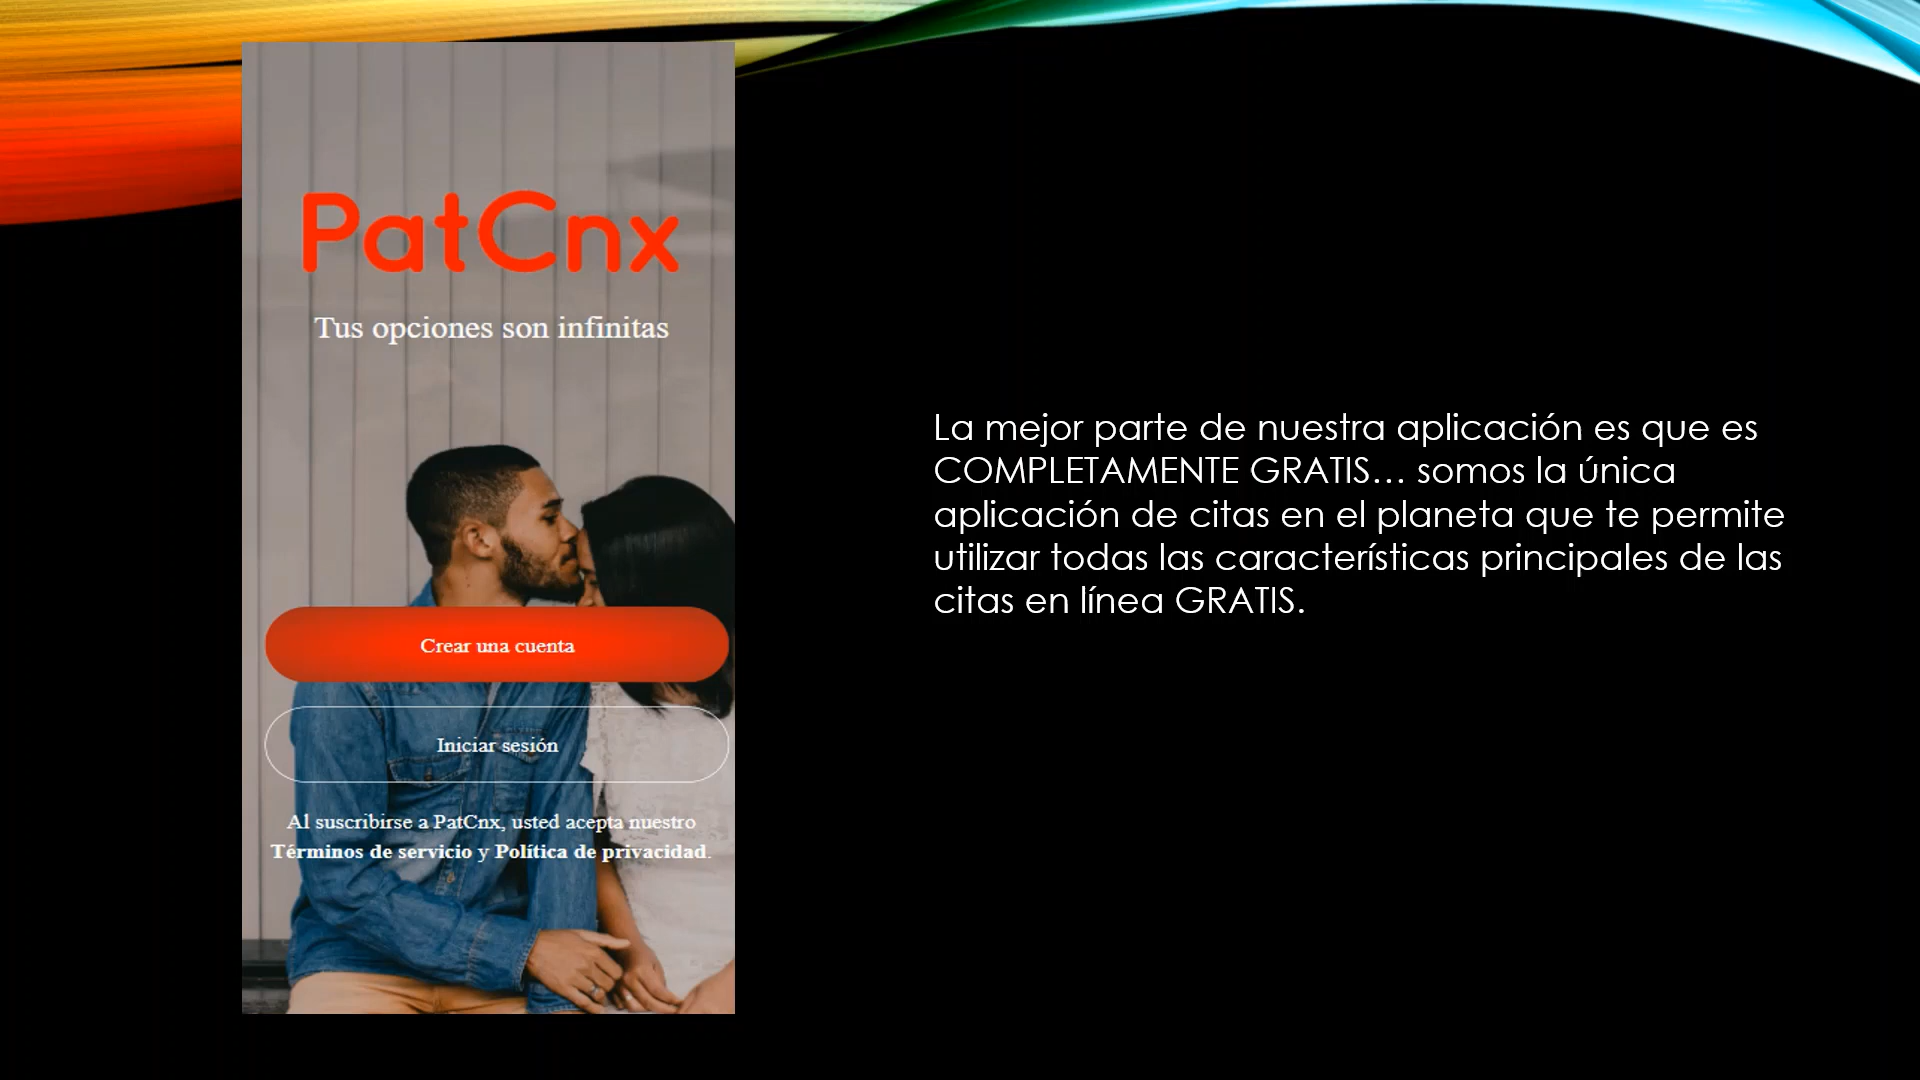 PatCnx
Tus opciones son infinitas
Crear una cuenta
Iniciar sesión
Al suscribirse a PatCnx, usted acepta nuestro
Términos de servicio y Política de privacidad.
La mejor parte de nuestra aplicación es que es
COMPLETAMENTE GRATIS… somos la única
aplicación de citas en el planeta que te permite
utilizar todas las características principales de las
citas en línea GRATIS.